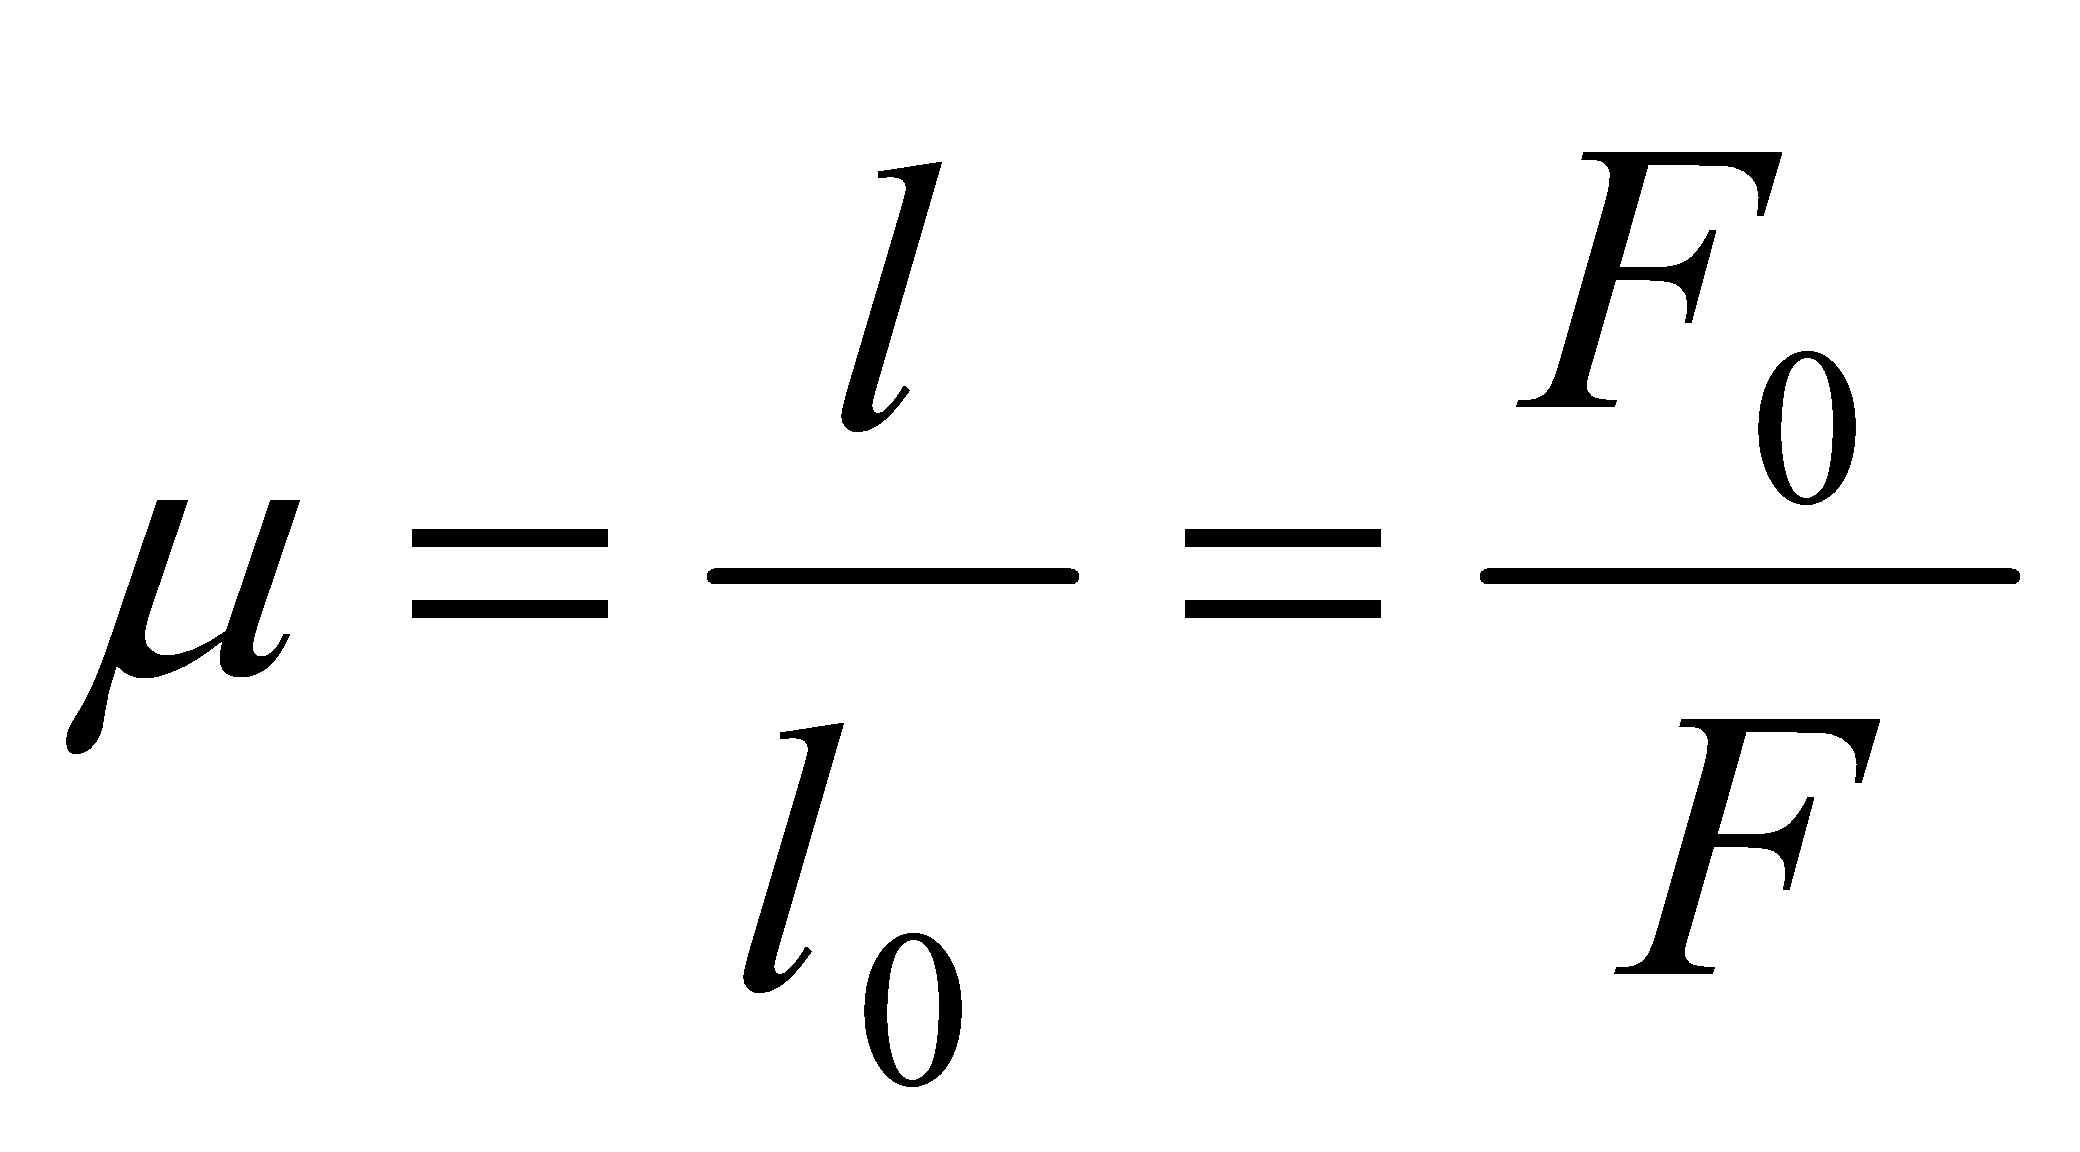 μ = l / l₀ = F₀ / F